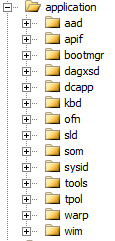 application
aad
apif
bootmgr
dagxsd
dcapp
kbd
ofn
sld
som
sysid
tools
tpol
warp
wim